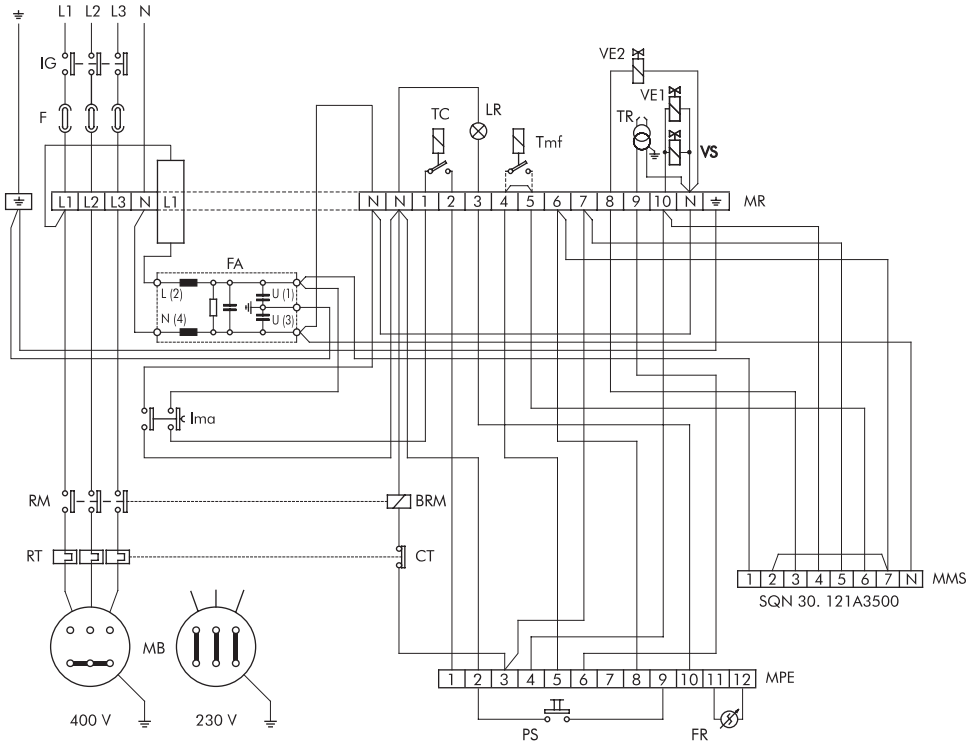 L1 L2 L3 N
IG
F
VE2
VE1
TC
LR
Tmf
TR
VS
L1 L2 L3 N L1
N N 1 2 3 4 5 6 7 8 9 10 N
MR
FA
L (2)
U (1)
N (4)
U (3)
Ima
RM
BRM
RT
CT
1 2 3 4 5 6 7 N
MMS
SQN 30. 121A3500
MB
1 2 3 4 5 6 7 8 9 10 11 12
MPE
400 V
230 V
PS
FR